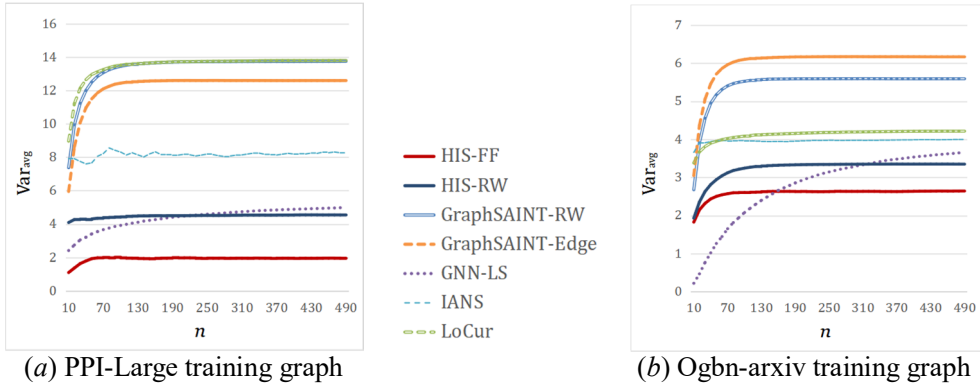 16
14
12
10
8
6
4
2
0
Var_avg
10 70 130 190 250 310 370 430 490
n
(a) PPI-Large training graph
HIS-FF
HIS-RW
GraphSAINT-RW
GraphSAINT-Edge
GNN-LS
IANS
LoCur
7
6
5
4
3
2
1
0
Var_avg
10 70 130 190 250 310 370 430 490
n
(b) Ogbn-arxiv training graph